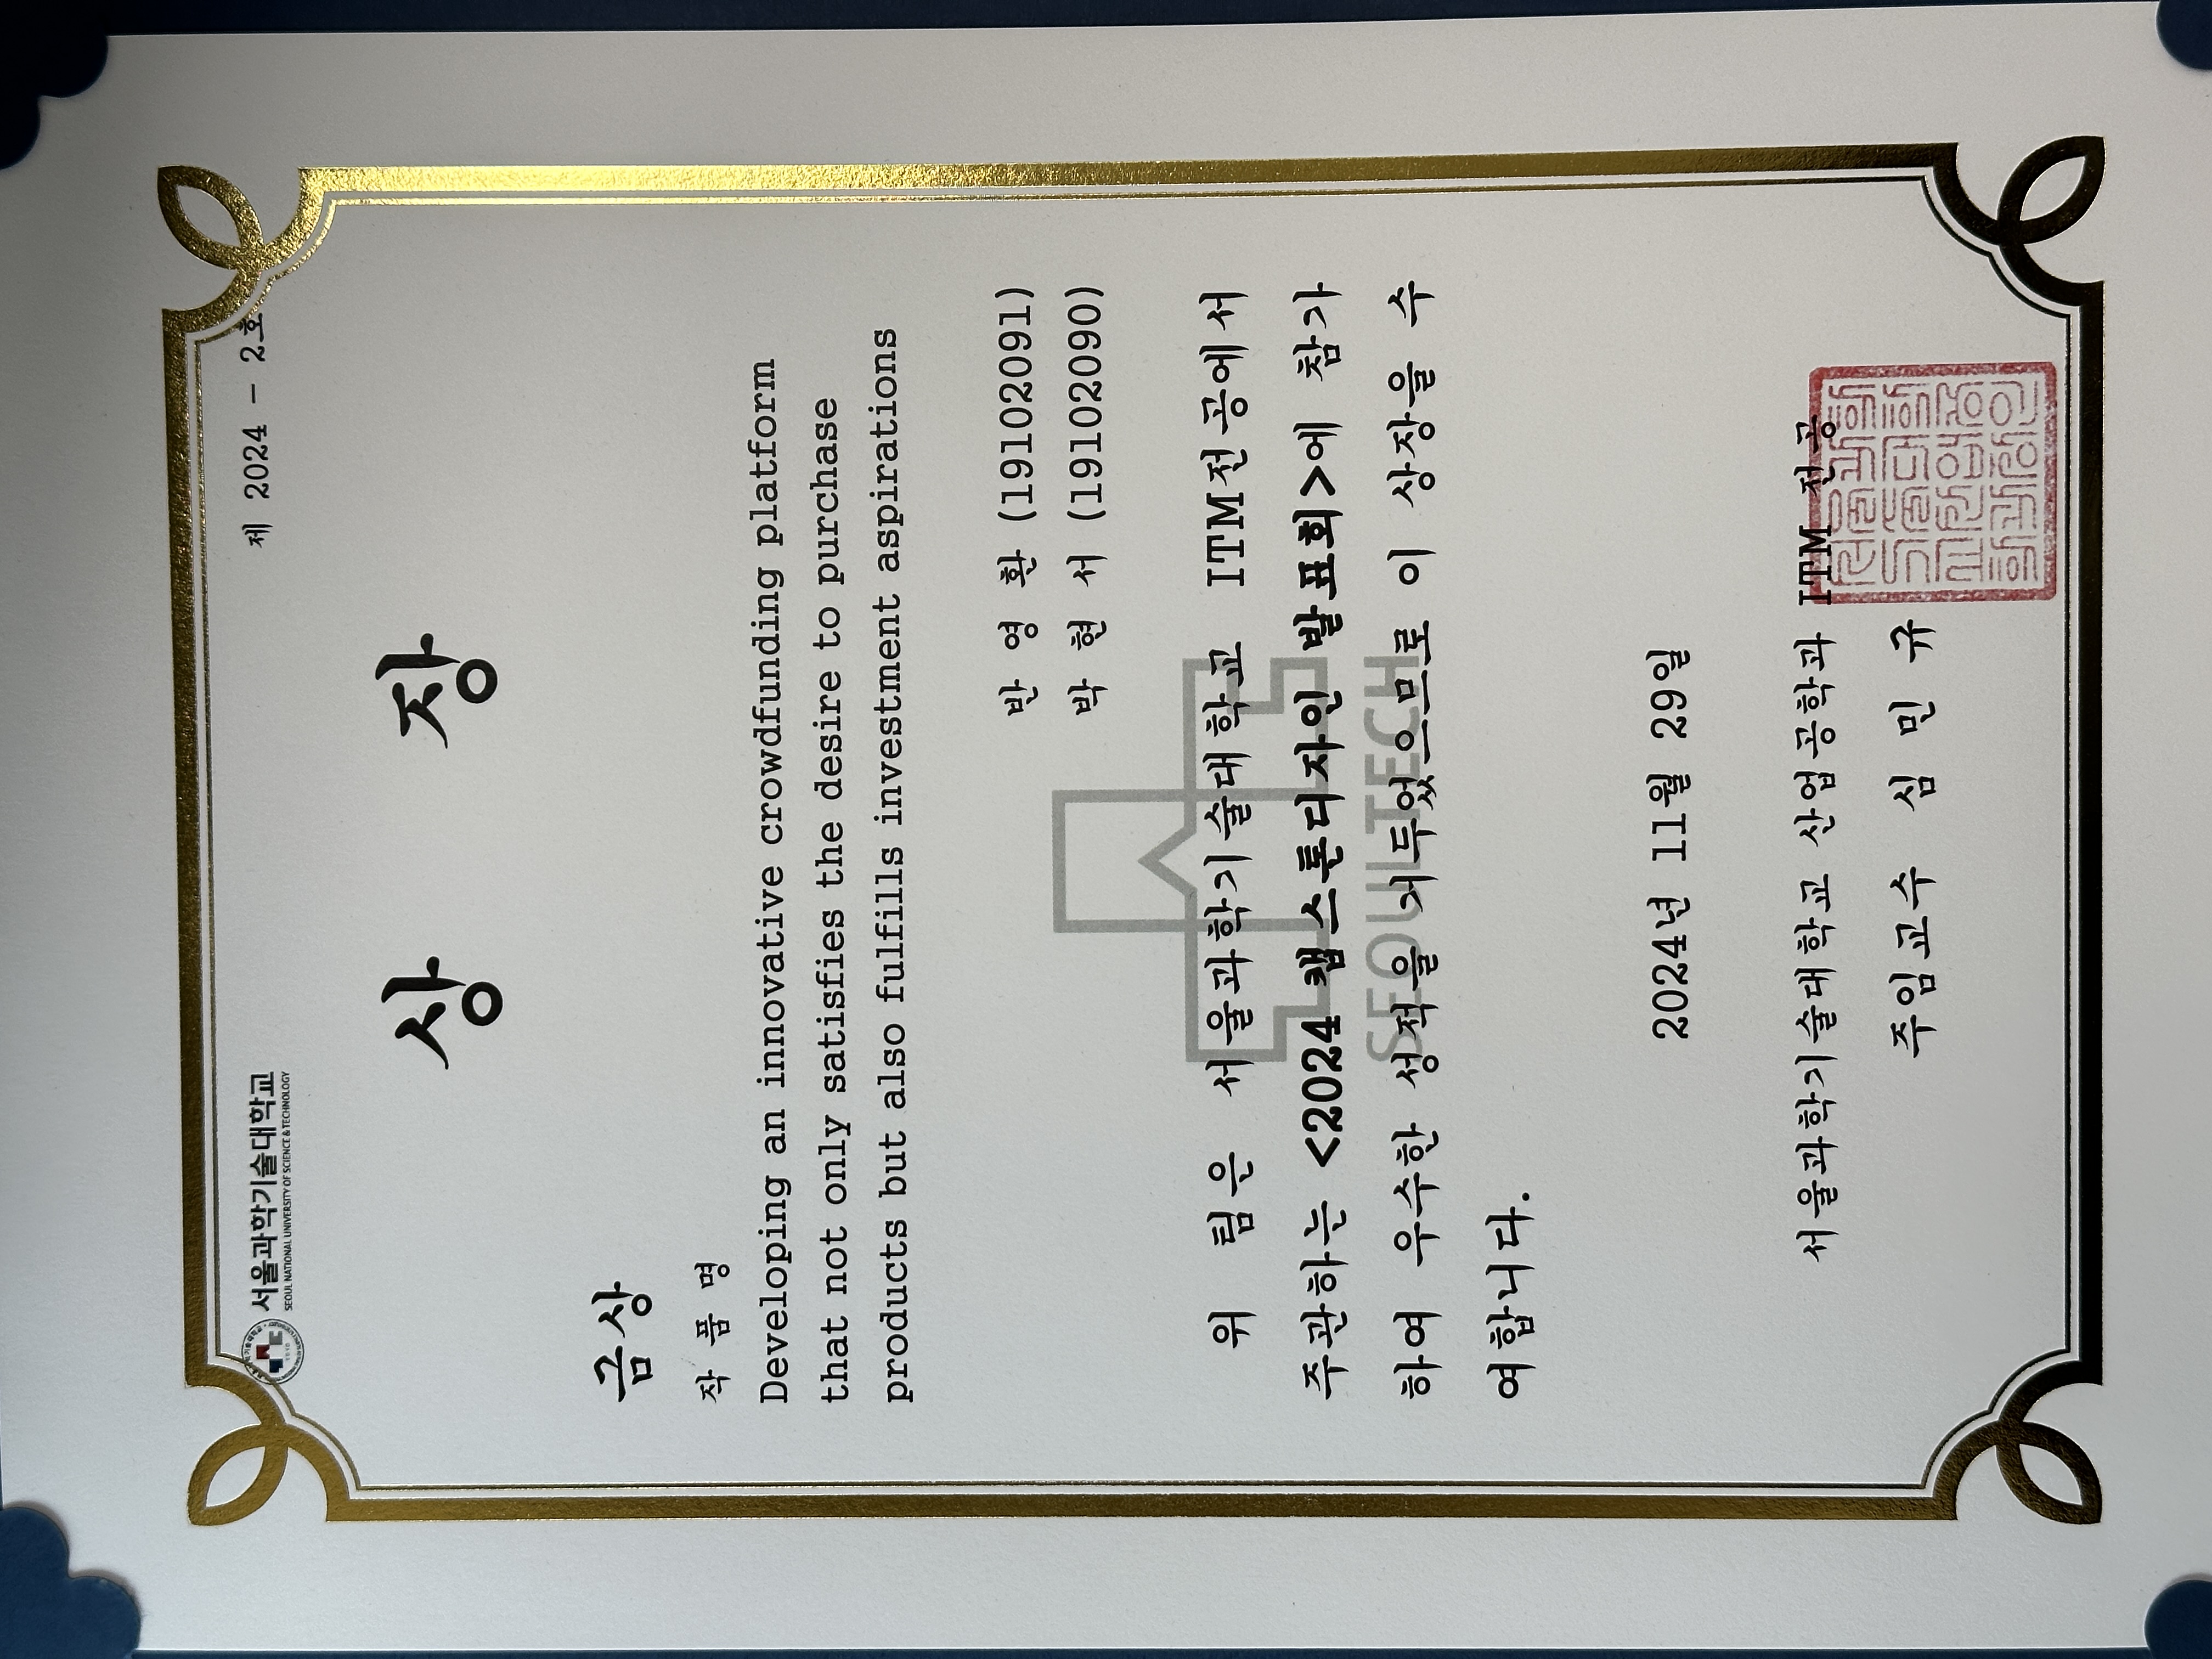 서울과학기술대학교
SEOUL NATIONAL UNIVERSITY OF SCIENCE & TECHNOLOGY
제 2024 - 2호
상 장
금상
작 품 명
Developing an innovative crowdfunding platform
that not only satisfies the desire to purchase
products but also fulfills investment aspirations
반 영 환 (19102091)
박 현 서 (19102090)
위 팀은 서울과학기술대학교 ITM전공에서
주관하는 <2024 캡스톤디자인 발표회>에 참가
하여 우수한 성적을 거두었으므로 이 상장을 수
여합니다.
SEOULTECH
2024년 11월 29일
서울과학기술대학교 산업공학과 ITM 전공
주임교수 심 민 규
서울과학
기술대학
교산업공
학과장인